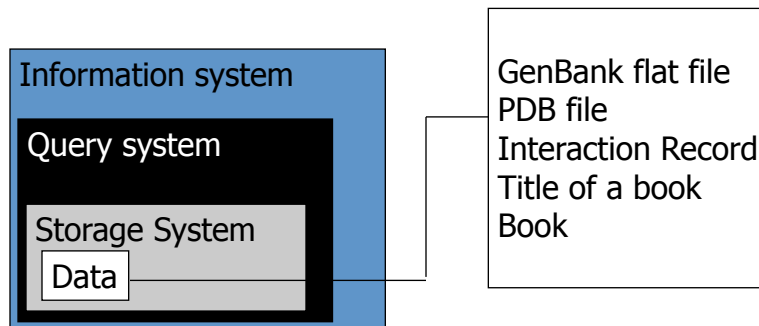 Information system
Query system
Storage System
Data
GenBank flat file
PDB file
Interaction Record
Title of a book
Book